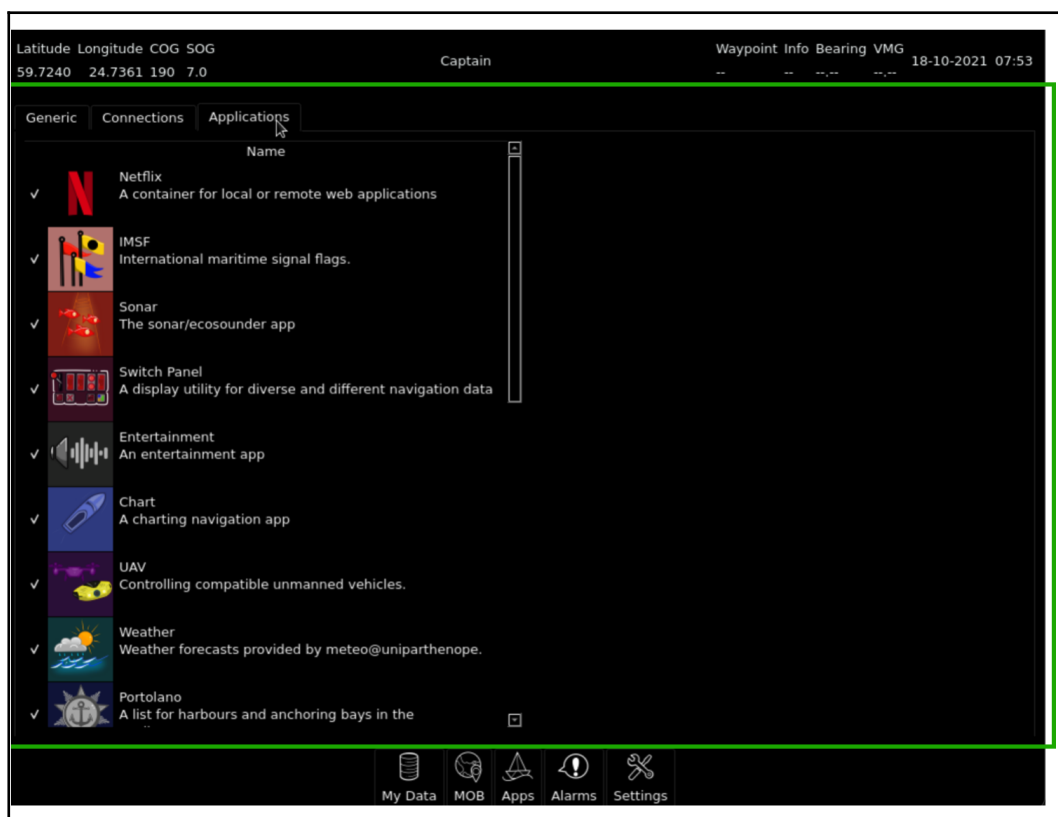 Latitude Longitude COG SOG
59.7240 24.7361 190 7.0
Captain
Waypoint Info Bearing VMG
-- -- --,-- --,--
18-10-2021 07:53
Generic Connections Applications
Name
Netflix
A container for local or remote web applications
IMSF
International maritime signal flags.
Sonar
The sonar/ecosounder app
Switch Panel
A display utility for diverse and different navigation data
Entertainment
An entertainment app
Chart
A charting navigation app
UAV
Controlling compatible unmanned vehicles.
Weather
Weather forecasts provided by meteo@uniparthenope.
Portolano
A list for harbours and anchoring bays in the
My Data MOB Apps Alarms Settings